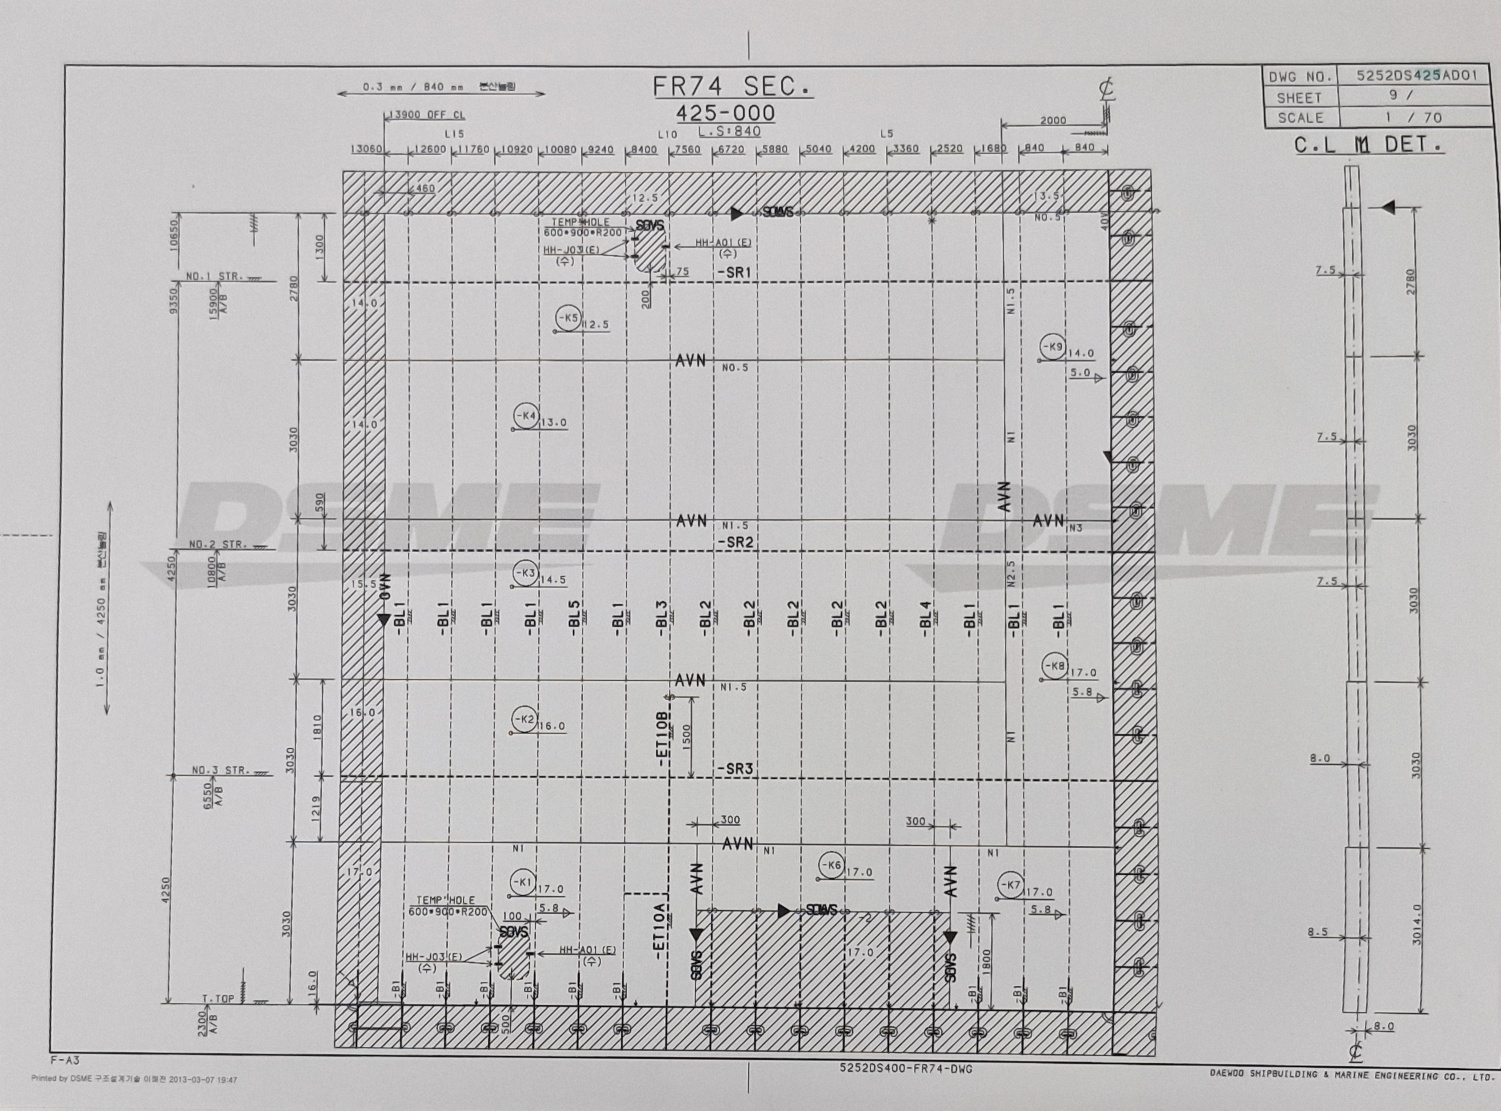 DWG NO. 5252DS425AD01
SHEET 9 /
SCALE 1 / 70
FR74 SEC.
425-000
L.S:840
0.3 mm / 840 mm 분산늘림
13900 OFF CL
L15 L10 L5
2000
C.L M DET.
13060 12600 11760 10920 10080 9240 8400 7560 6720 5880 5040 4200 3360 2520 1680 840 840
460
12.5
13.5
NO.5
TEMP'HOLE
600*900*R200
SGVS
HH-J03(E)
(수)
HH-A01(E)
(수)
75
200
-SR1
10650
1300
2780
NO.1 STR.
9350
15900
A/B
14.0
-K5 12.5
N1.5
-K9 14.0
5.0
AVN
NO.5
7.5
2780
14.0
-K4 13.0
N1
3030
7.5
3030
590
AVN
N1.5
AVN
AVN N3
NO.2 STR.
-SR2
4250
10800
A/B
DSME
DSME
15.5
-K3 14.5
N2.5
7.5
1.0 mm / 4250 mm 분산늘림
3030
3030
-BL1 -BL1 -BL1 -BL1 -BL5 -BL1 -BL3 -BL2 -BL2 -BL2 -BL2 -BL2 -BL4 -BL1 -BL1 -BL1
-K8 17.0
5.8
AVN
N1.5
16.0
-K2 16.0
-ET10B
1500
N1
1810
3030
8.0
3030
NO.3 STR.
-SR3
6550
A/B
1219
300
300
N1
AVN
N1
N1
17.0
-K1 17.0
-K6 17.0
-K7 17.0
5.8
5.8
4250
3030
AVN
AVN
TEMP'HOLE
600*900*R200
100
SGVS
HH-J03(E)
(수)
HH-A01(E)
(수)
-ET10A
-2
17.0
SGVS
SGVS
1800
8.5
3014.0
16.0
T.TOP
2300
A/B
-B1 -B1 -B1 -B1 -B1 -B1 -B1 -B1 -B1
500
8.0
F-A3
5252DS400-FR74-DWG
DAEWOO SHIPBUILDING & MARINE ENGINEERING CO., LTD.
Printed by DSME 구조설계기술 이해진 2013-03-07 19:47